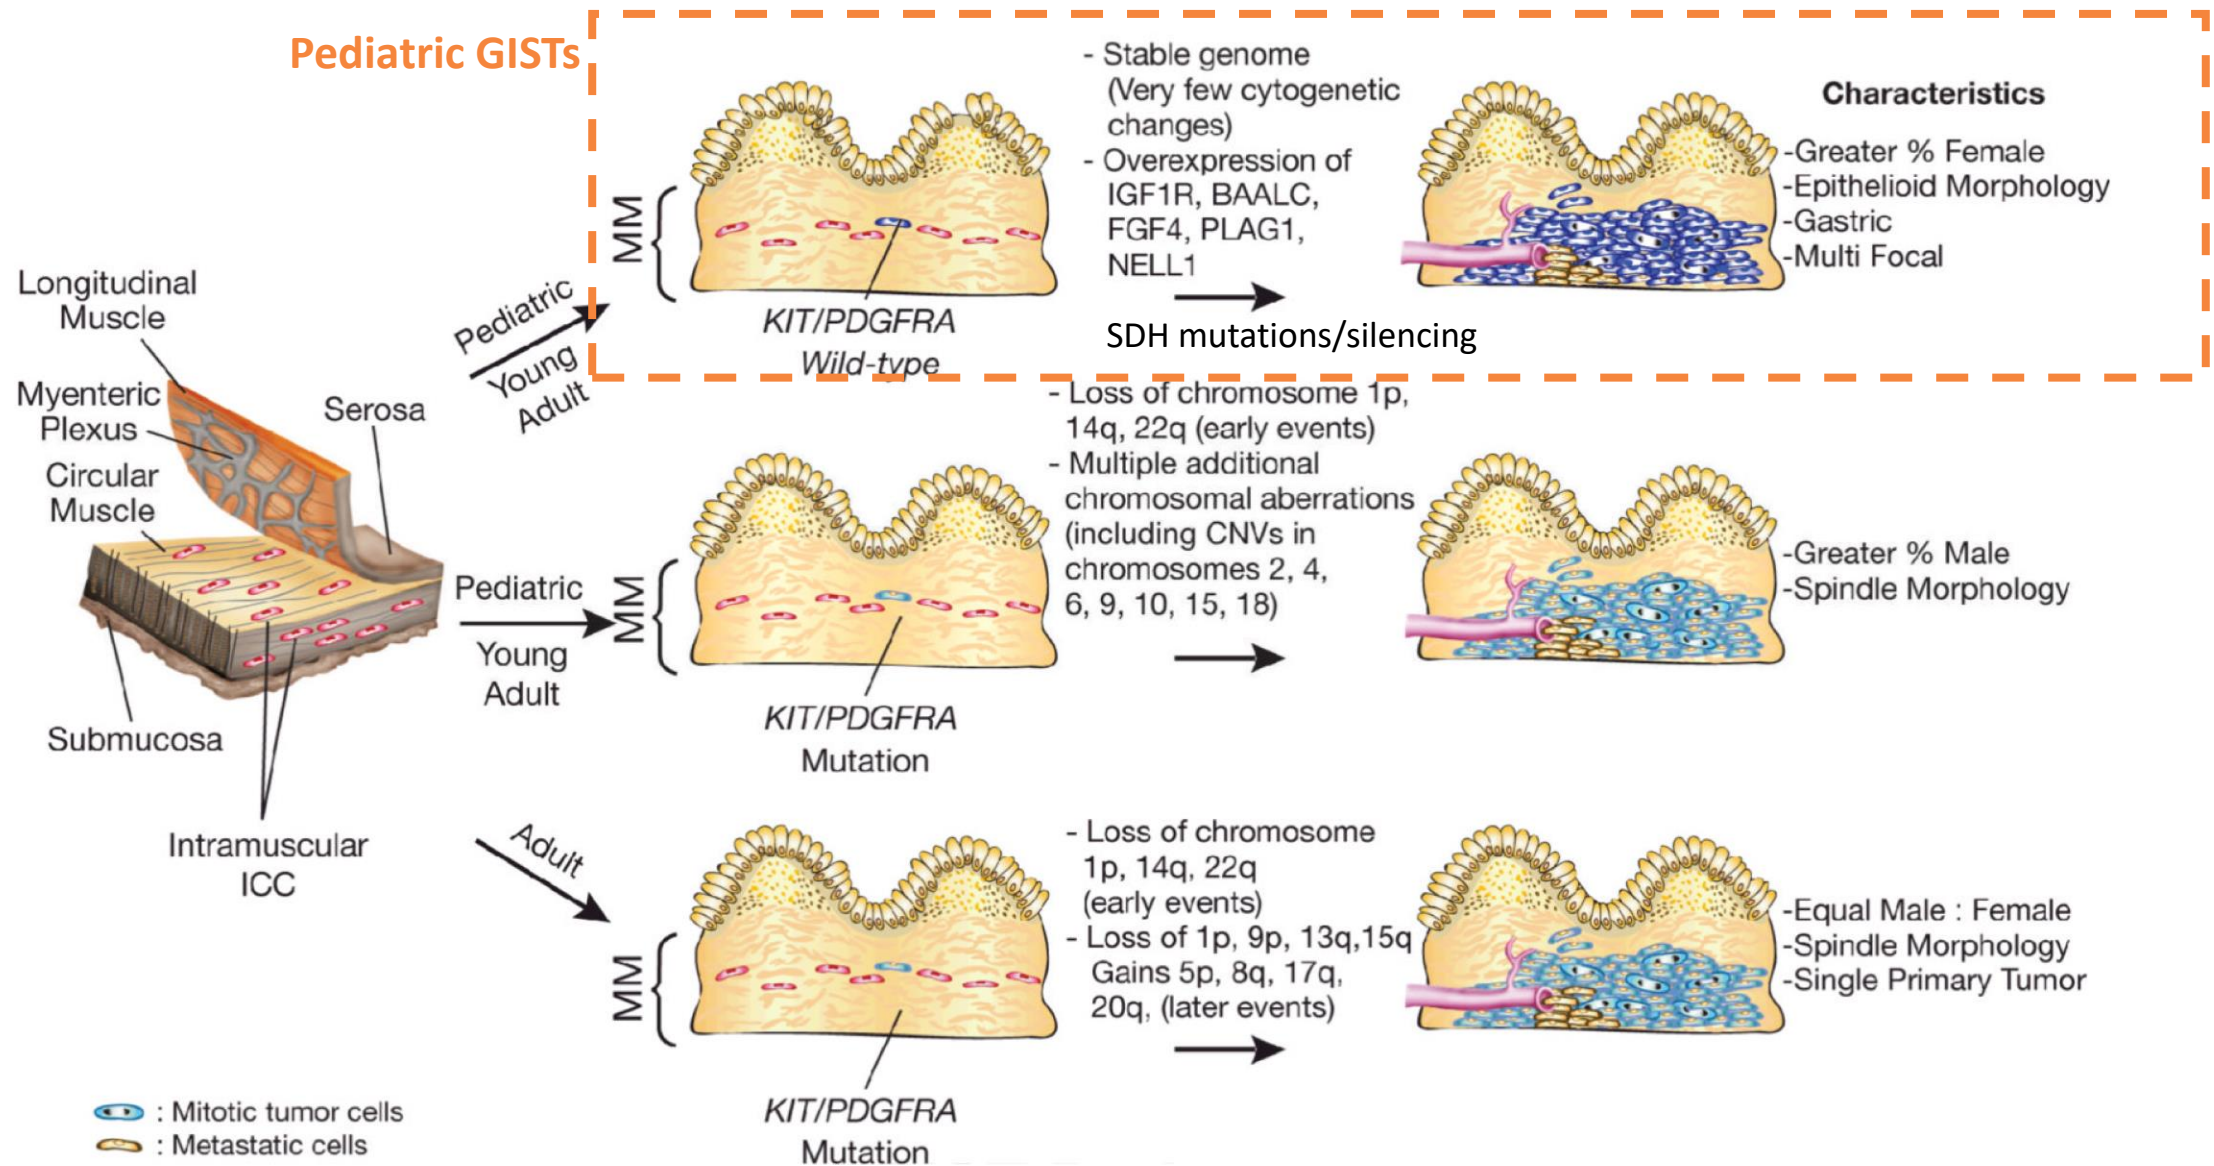 Pediatric GISTs
Longitudinal
Muscle
Myenteric
Plexus
Circular
Muscle
Serosa
Submucosa
Intramuscular
ICC
Pediatric
Young
Adult
MM
KIT/PDGFRA
Wild-type
- Stable genome
(Very few cytogenetic
changes)
- Overexpression of
IGF1R, BAALC,
FGF4, PLAG1,
NELL1
SDH mutations/silencing
Characteristics
-Greater % Female
-Epithelioid Morphology
-Gastric
-Multi Focal
Pediatric
Young
Adult
MM
KIT/PDGFRA
Mutation
- Loss of chromosome 1p,
14q, 22q (early events)
- Multiple additional
chromosomal aberrations
(including CNVs in
chromosomes 2, 4,
6, 9, 10, 15, 18)
-Greater % Male
-Spindle Morphology
Adult
MM
KIT/PDGFRA
Mutation
- Loss of chromosome
1p, 14q, 22q
(early events)
- Loss of 1p, 9p, 13q,15q
Gains 5p, 8q, 17q,
20q, (later events)
-Equal Male : Female
-Spindle Morphology
-Single Primary Tumor
: Mitotic tumor cells
: Metastatic cells